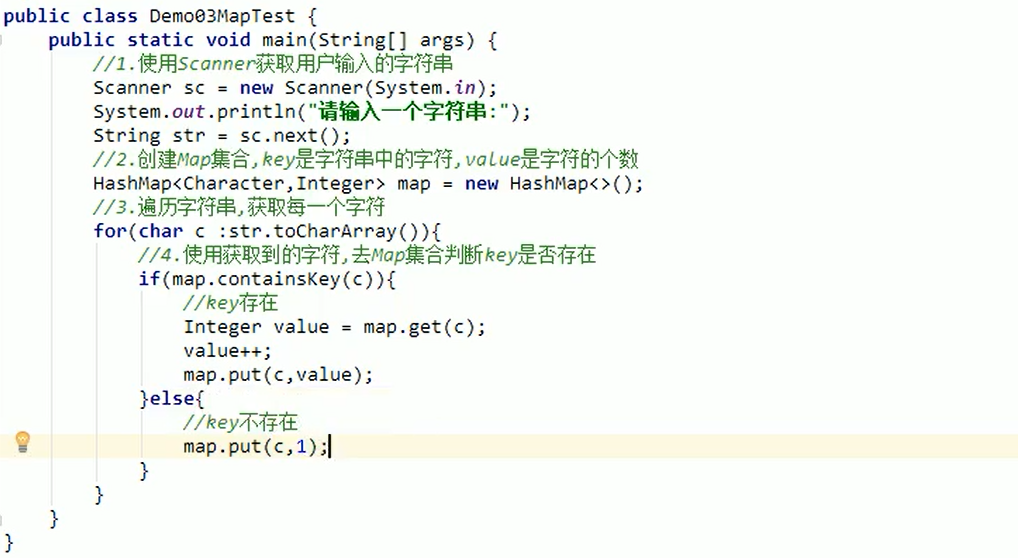 public class Demo03MapTest {
    public static void main(String[] args) {
        //1.使用Scanner获取用户输入的字符串
        Scanner sc = new Scanner(System.in);
        System.out.println("请输入一个字符串:");
        String str = sc.next();
        //2.创建Map集合,key是字符串中的字符,value是字符的个数
        HashMap<Character,Integer> map = new HashMap<>();
        //3.遍历字符串,获取每一个字符
        for(char c :str.toCharArray()){
            //4.使用获取到的字符,去Map集合判断key是否存在
            if(map.containsKey(c)){
                //key存在
                Integer value = map.get(c);
                value++;
                map.put(c,value);
            }else{
                //key不存在
                map.put(c,1);
            }
        }
    }
}